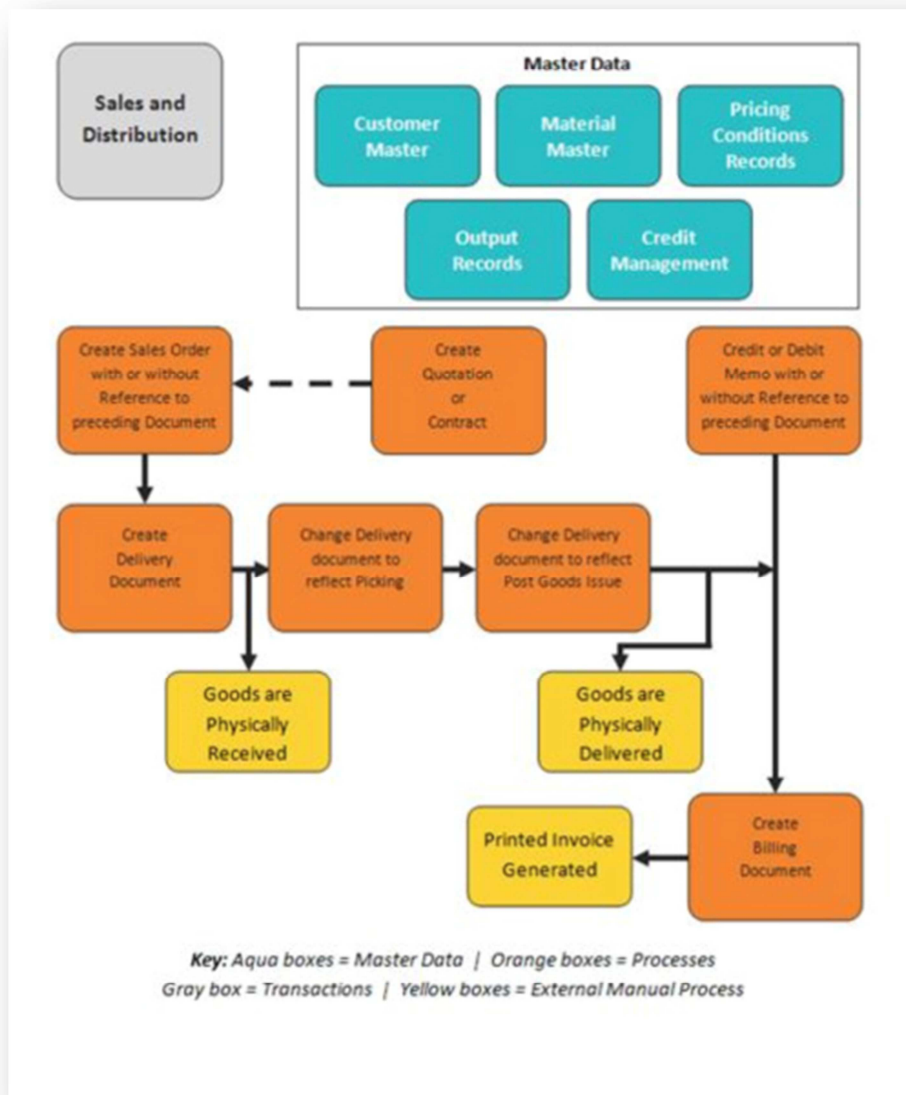 Sales and
Distribution
Master Data
Customer
Master
Material
Master
Pricing
Conditions
Records
Output
Records
Credit
Management
Create Sales Order
with or without
Reference to
preceding Document
Create
Quotation
or
Contract
Credit or Debit
Memo with or
without Reference to
preceding Document
Create
Delivery
Document
Change Delivery
document to
reflect Picking
Change Delivery
document to reflect
Post Goods Issue
Goods are
Physically
Received
Goods are
Physically
Delivered
Printed Invoice
Generated
Create
Billing
Document
Key: Aqua boxes = Master Data | Orange boxes = Processes
Gray box = Transactions | Yellow boxes = External Manual Process